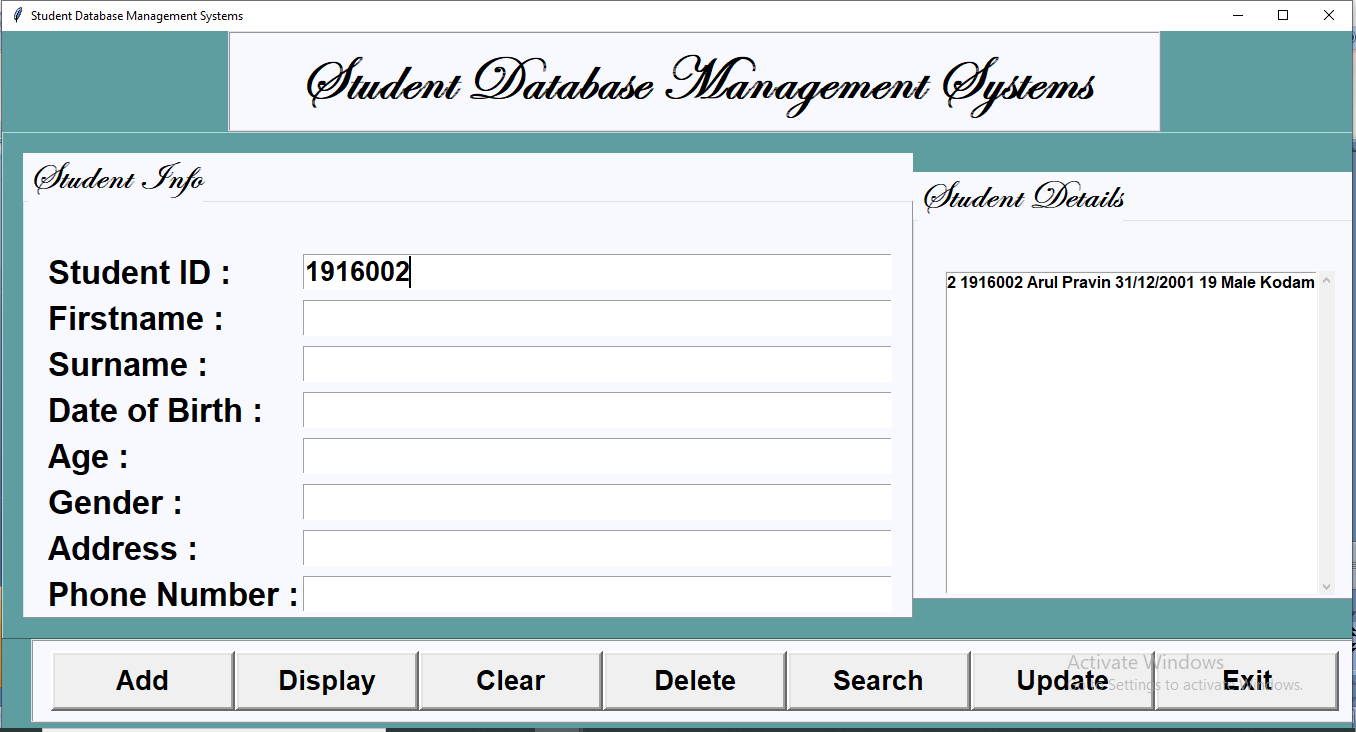 Student Database Management Systems
Student Database Management Systems
Student Info
Student Details
Student ID : 1916002
2 1916002 Arul Pravin 31/12/2001 19 Male Kodam
Firstname :
Surname :
Date of Birth :
Age :
Gender :
Address :
Phone Number :
Add Display Clear Delete Search Update Exit
Activate Windows
Settings to activate Windows.